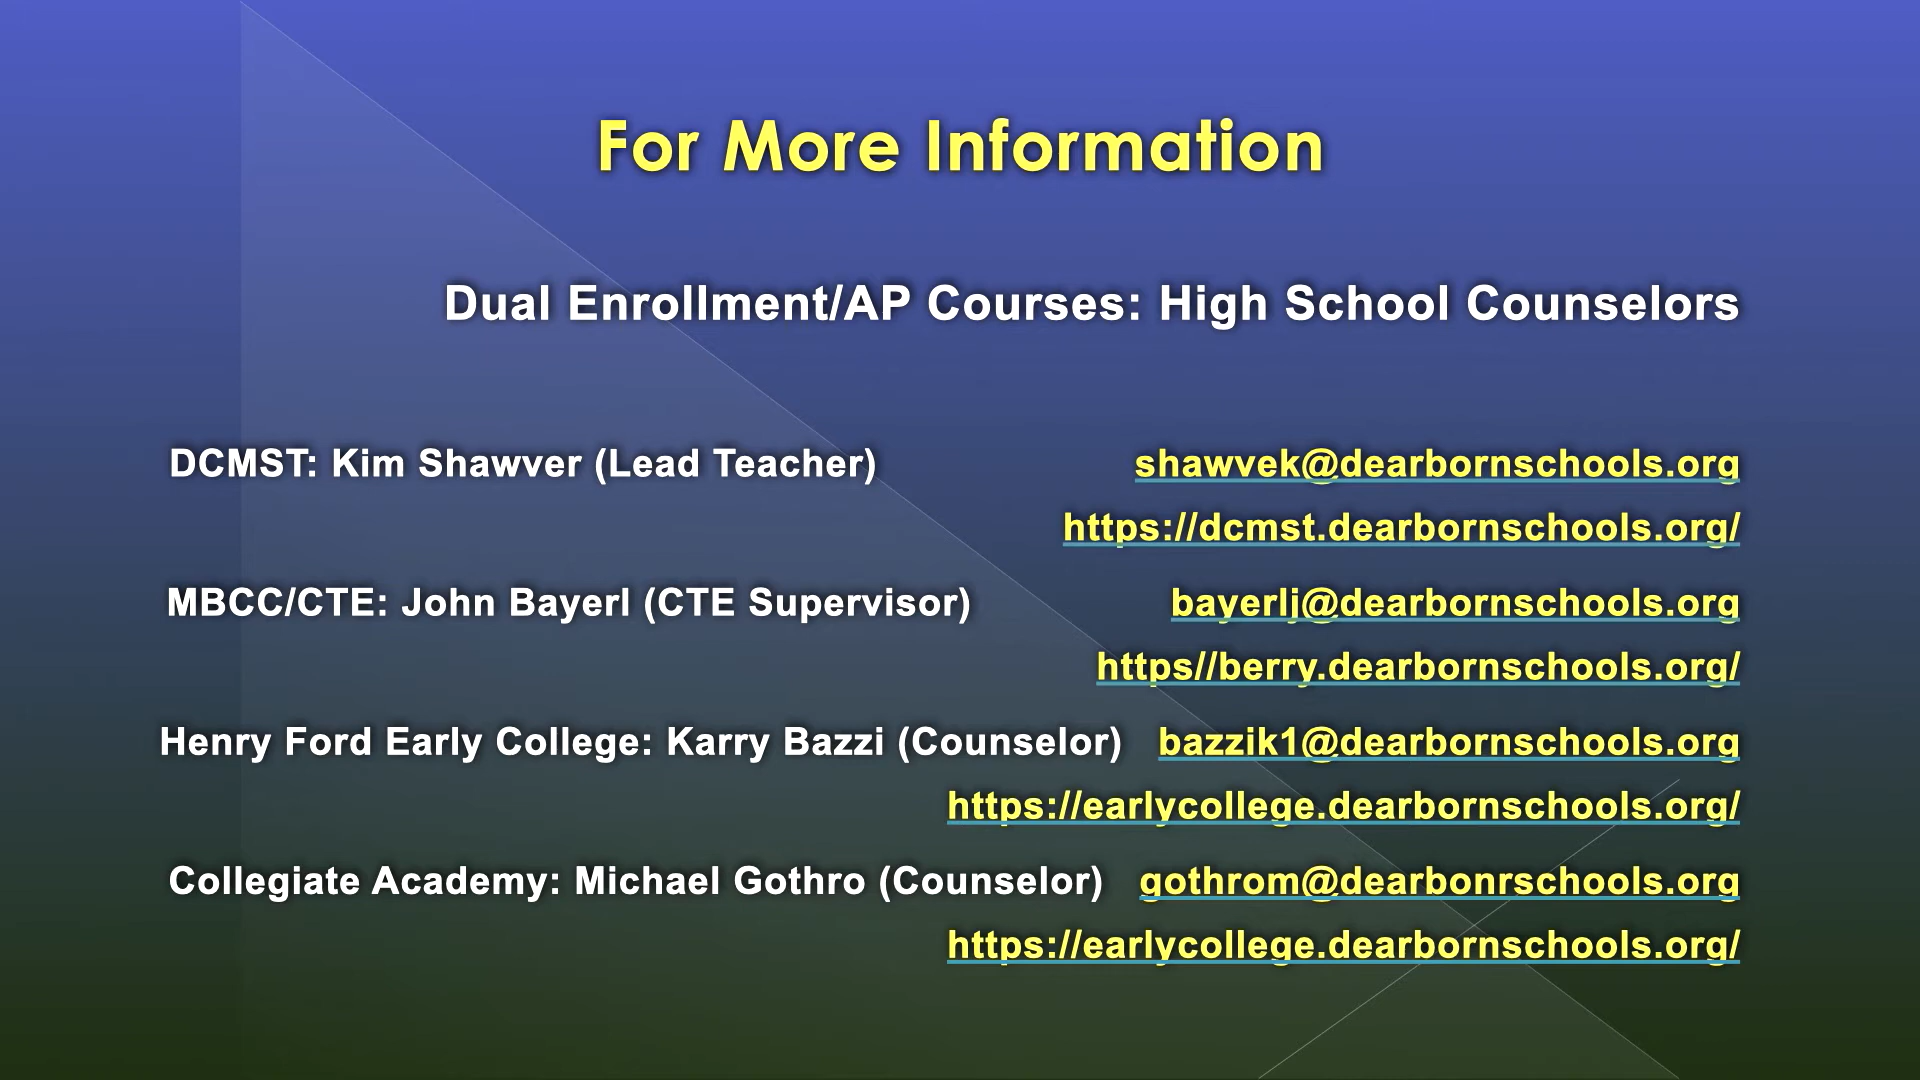 For More Information
Dual Enrollment/AP Courses: High School Counselors
DCMST: Kim Shawver (Lead Teacher) shawvek@dearbornschools.org
https://dcmst.dearbornschools.org/
MBCC/CTE: John Bayerl (CTE Supervisor) bayerlj@dearbornschools.org
https//berry.dearbornschools.org/
Henry Ford Early College: Karry Bazzi (Counselor) bazzik1@dearbornschools.org
https://earlycollege.dearbornschools.org/
Collegiate Academy: Michael Gothro (Counselor) gothrom@dearbonrschools.org
https://earlycollege.dearbornschools.org/